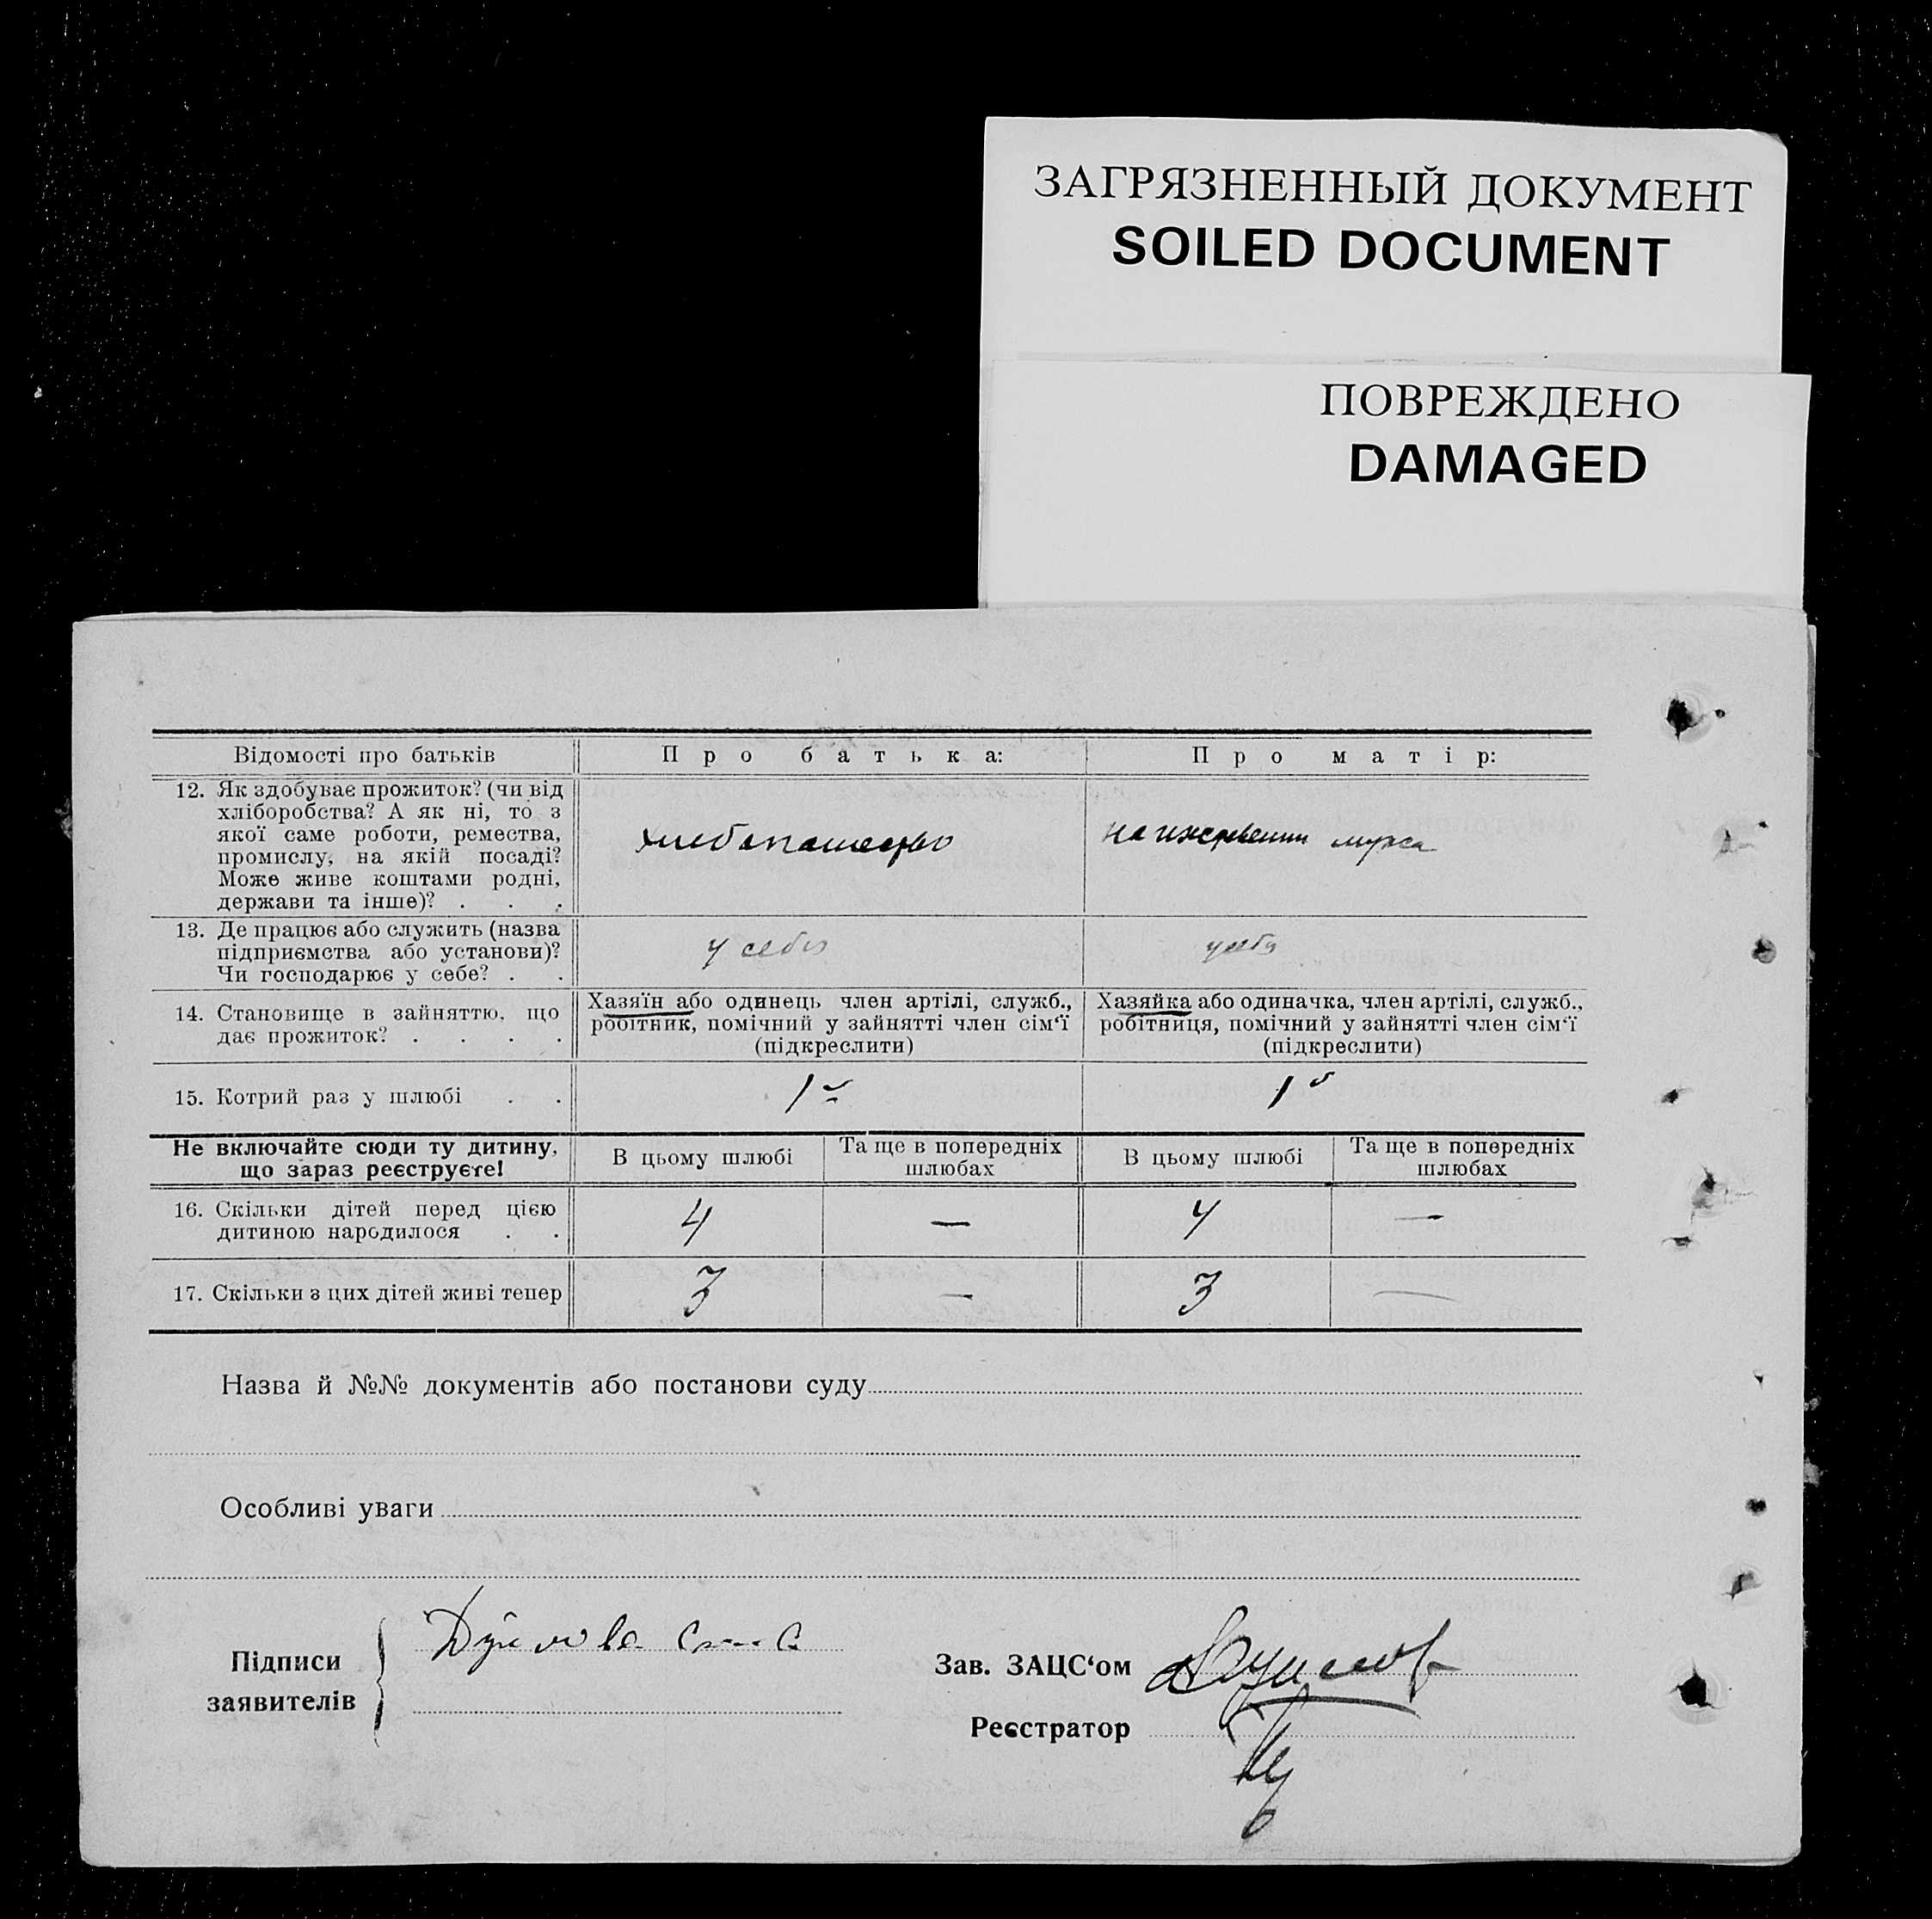 ЗАГРЯЗНЕННЫЙ ДОКУМЕНТ
SOILED DOCUMENT
ПОВРЕЖДЕНО
DAMAGED
Відомості про батьків
Про батька:
Про матір:
12. Як здобуває прожиток? (чи від
хліборобства? А як ні, то з
якої саме роботи, ремества,
промислу, на якій посаді?
Може живе коштами родні,
держави та інше)? . . .
хлебопашество
на иждевении мужа
13. Де працює або служить (назва
підприємства або установи)?
Чи господарює у себе? . .
у себя
у себя
14. Становище в зайняттю, що
дає прожиток? . . . .
Хазяїн або одинець член артілі, служб.,
робітник, помічний у зайнятті член сім‘ї
(підкреслити)
Хазяйка або одиначка, член артілі, служб.,
робітниця, помічний у зайнятті член сім‘ї
(підкреслити)
15. Котрий раз у шлюбі . .
1й
1й
Не включайте сюди ту дитину,
що зараз реєструєте!
В цьому шлюбі
Та ще в попередніх
шлюбах
В цьому шлюбі
Та ще в попередніх
шлюбах
16. Скільки дітей перед цією
дитиною народилося . .
4
—
4
—
17. Скільки з цих дітей живі тепер
3
—
3
—
Назва й №№ документів або постанови суду
Особливі уваги
Підписи
заявителів
Зав. ЗАЦС‘ом
Реєстратор